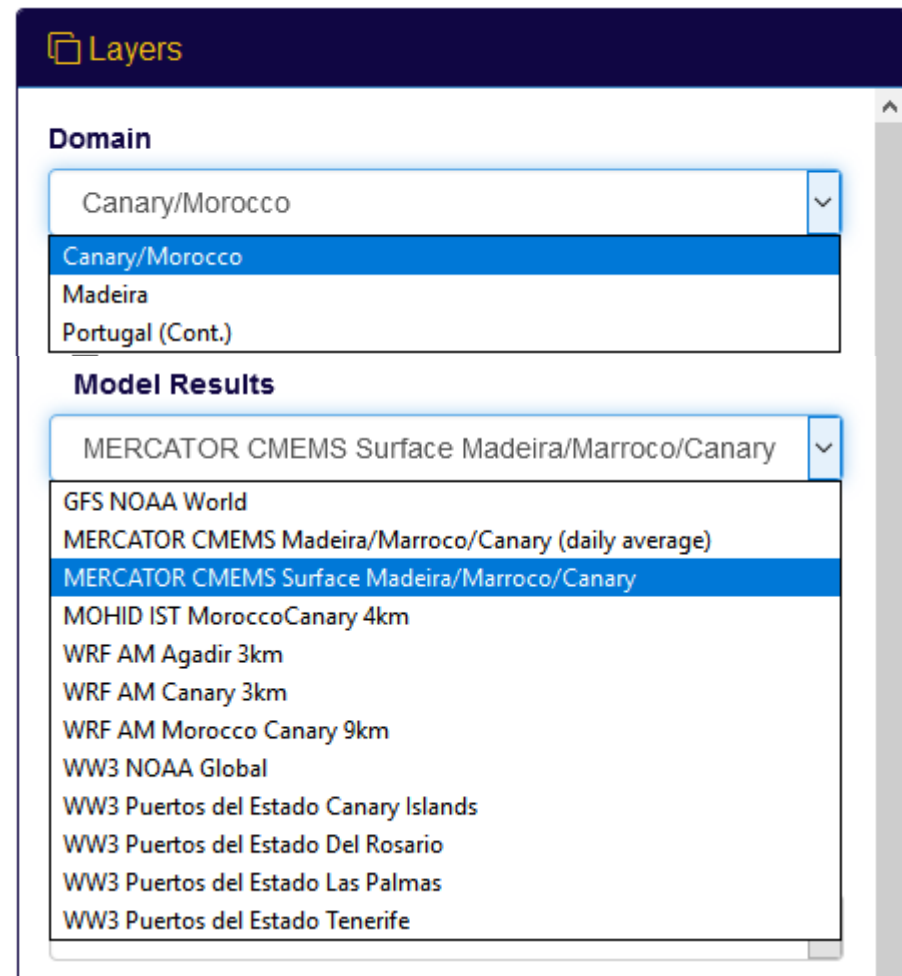 Layers
Domain
Canary/Morocco
Canary/Morocco
Madeira
Portugal (Cont.)
Model Results
MERCATOR CMEMS Surface Madeira/Marroco/Canary
GFS NOAA World
MERCATOR CMEMS Madeira/Marroco/Canary (daily average)
MERCATOR CMEMS Surface Madeira/Marroco/Canary
MOHID IST MoroccoCanary 4km
WRF AM Agadir 3km
WRF AM Canary 3km
WRF AM Morocco Canary 9km
WW3 NOAA Global
WW3 Puertos del Estado Canary Islands
WW3 Puertos del Estado Del Rosario
WW3 Puertos del Estado Las Palmas
WW3 Puertos del Estado Tenerife